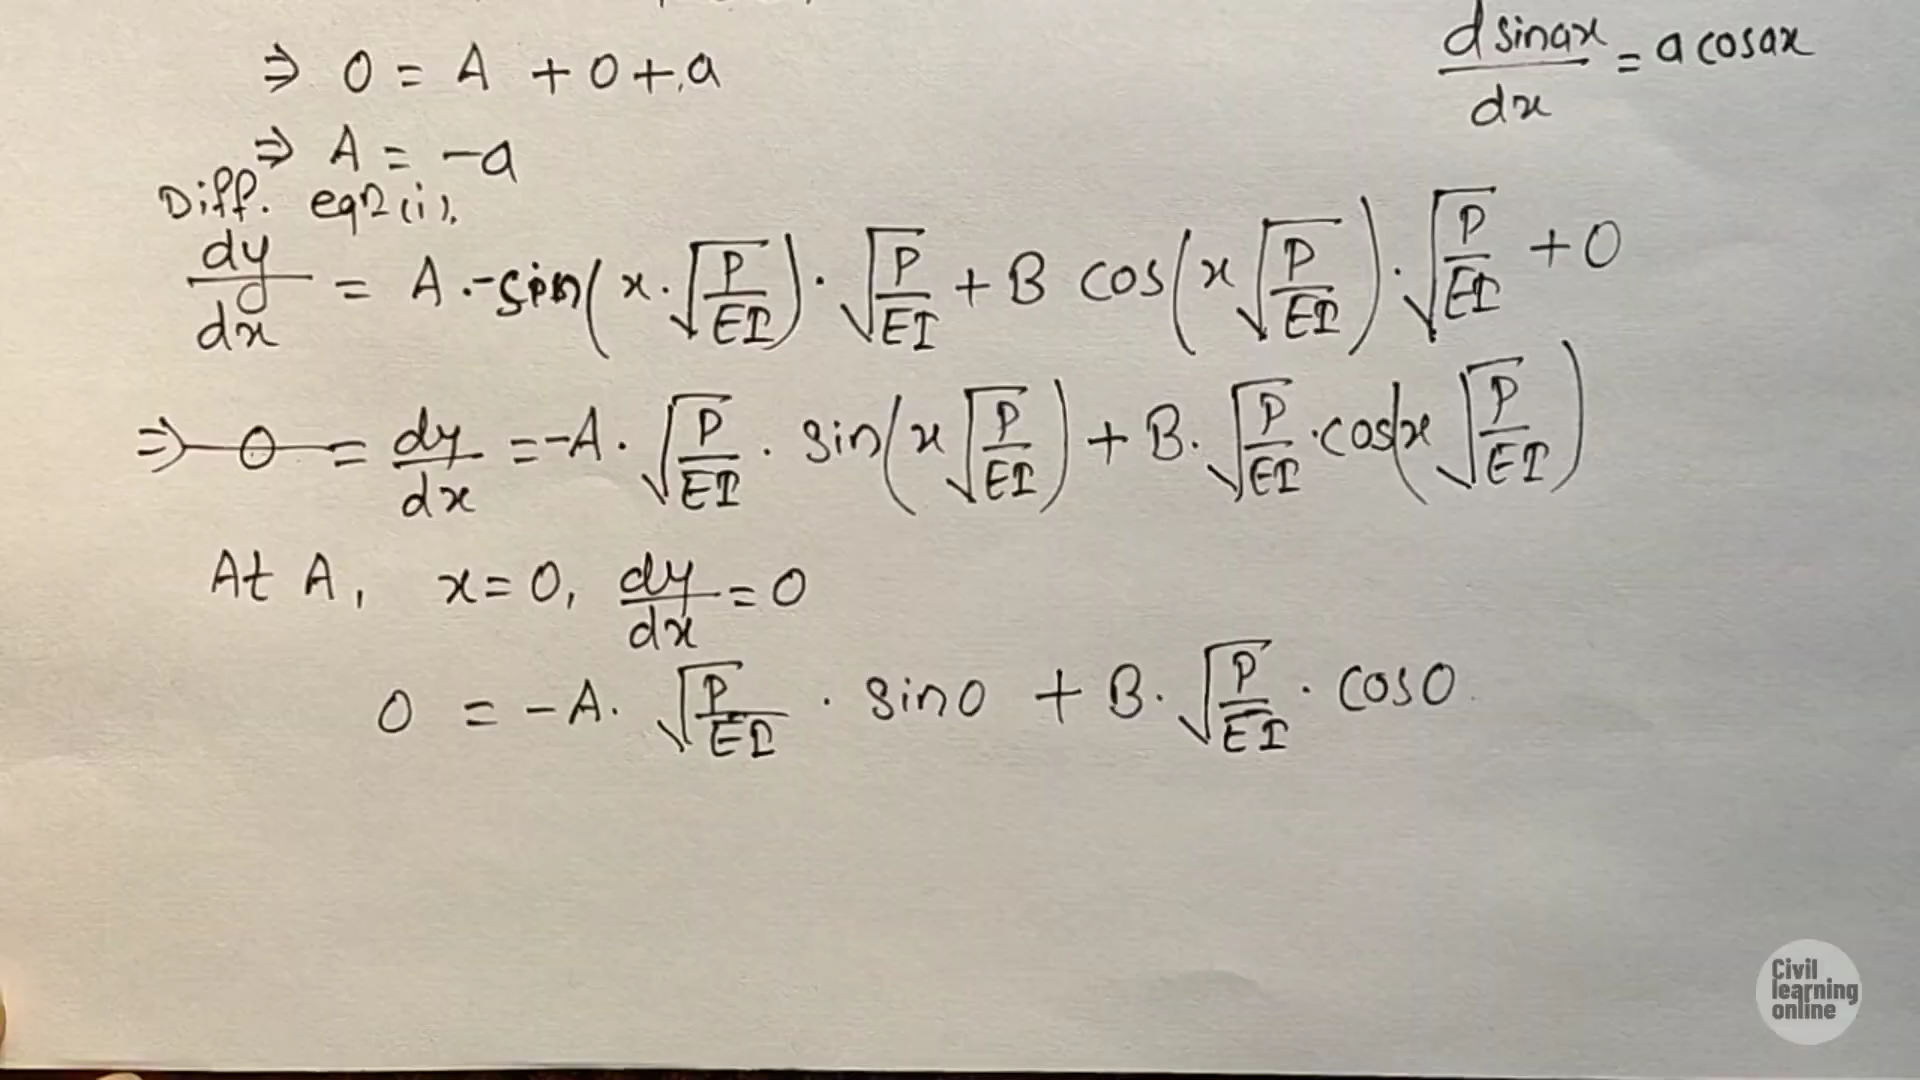 ⇒ 0 = A + 0 + a
d sinax / dx = a cosax
⇒ A = -a
Diff. eqn (i),
dy/dx = A·-sin(x·√(P/EI))·√(P/EI) + B cos(x√(P/EI))·√(P/EI) + 0
⇒ 0 = dy/dx = -A·√(P/EI)·sin(x√(P/EI)) + B·√(P/EI)·cos(x√(P/EI))
At A, x=0, dy/dx = 0
0 = -A·√(P/EI)·sin0 + B·√(P/EI)·cos0
Civil
learning
online